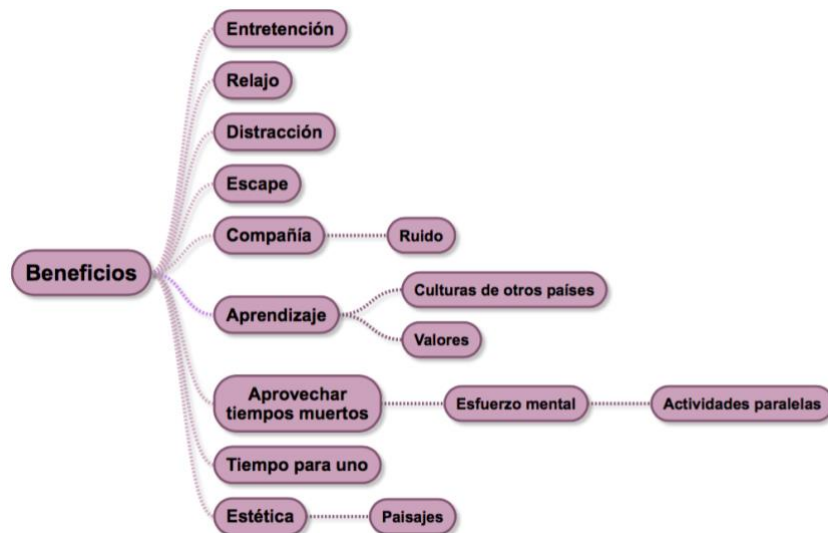 Entretención
Relajo
Distracción
Escape
Compañía
Ruido
Beneficios
Aprendizaje
Culturas de otros países
Valores
Aprovechar
tiempos muertos
Esfuerzo mental
Actividades paralelas
Tiempo para uno
Estética
Paisajes